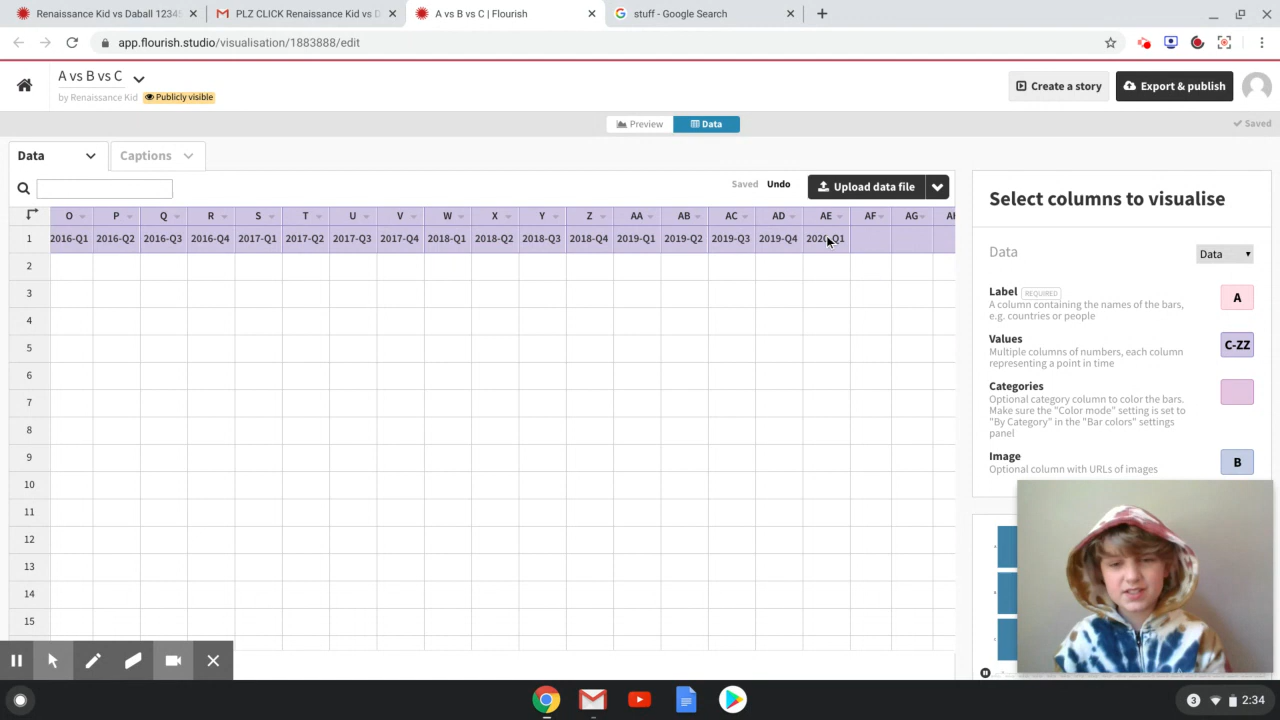 Renaissance Kid vs Daball 12345
PLZ CLICK Renaissance Kid vs D
A vs B vs C | Flourish
stuff - Google Search
app.flourish.studio/visualisation/1883888/edit
A vs B vs C
by Renaissance Kid
Publicly visible
Create a story
Export & publish
Preview
Data
Saved
Data
Captions
Saved
Undo
Upload data file
O P Q R S T U V W X Y Z AA AB AC AD AE AF AG
1 2016-Q1 2016-Q2 2016-Q3 2016-Q4 2017-Q1 2017-Q2 2017-Q3 2017-Q4 2018-Q1 2018-Q2 2018-Q3 2018-Q4 2019-Q1 2019-Q2 2019-Q3 2019-Q4 2020-Q1
2
3
4
5
6
7
8
9
10
11
12
13
14
15
Select columns to visualise
Data
Data
Label REQUIRED
A
A column containing the names of the bars,
e.g. countries or people
Values
C-ZZ
Multiple columns of numbers, each column
representing a point in time
Categories
Optional category column to color the bars.
Make sure the "Color mode" setting is set to
"By Category" in the "Bar colors" settings
panel
Image
B
Optional column with URLs of images
3
2:34